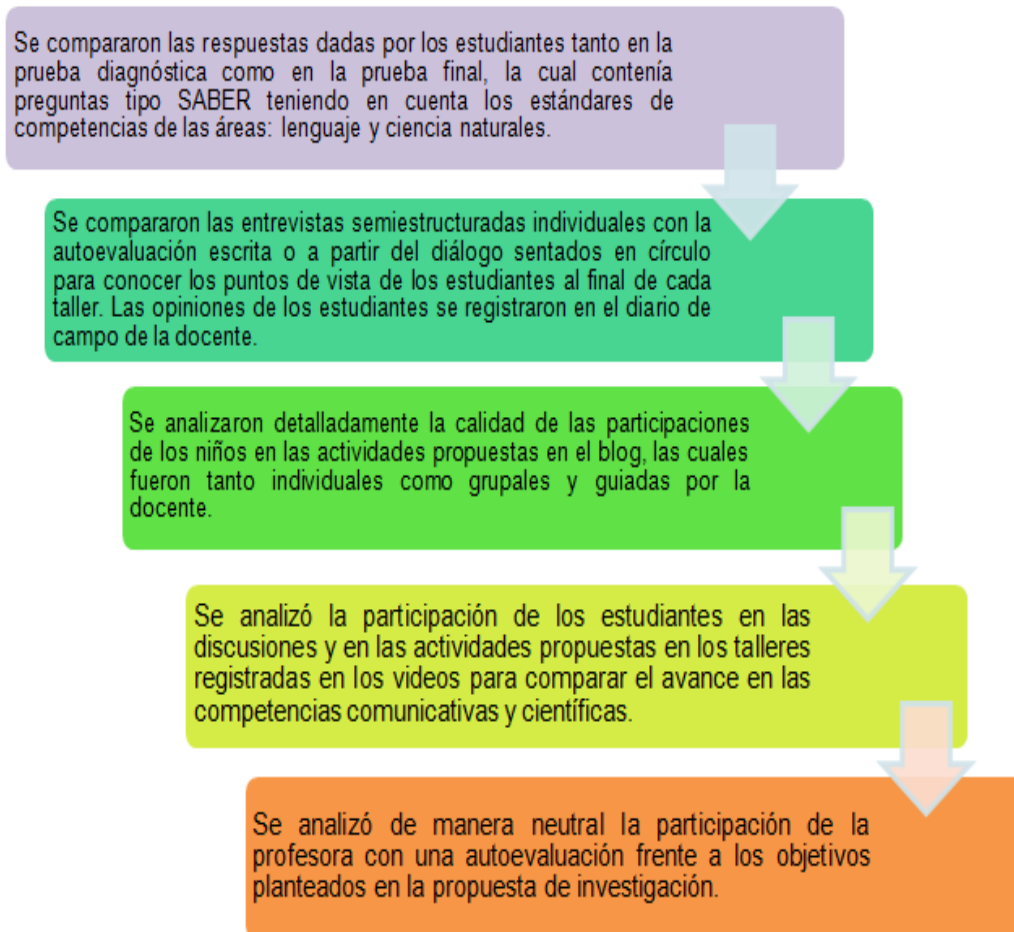 Se compararon las respuestas dadas por los estudiantes tanto en la
prueba diagnóstica como en la prueba final, la cual contenía
preguntas tipo SABER teniendo en cuenta los estándares de
competencias de las áreas: lenguaje y ciencia naturales.
Se compararon las entrevistas semiestructuradas individuales con la
autoevaluación escrita o a partir del diálogo sentados en círculo
para conocer los puntos de vista de los estudiantes al final de cada
taller. Las opiniones de los estudiantes se registraron en el diario de
campo de la docente.
Se analizaron detalladamente la calidad de las participaciones
de los niños en las actividades propuestas en el blog, las cuales
fueron tanto individuales como grupales y guiadas por la
docente.
Se analizó la participación de los estudiantes en las
discusiones y en las actividades propuestas en los talleres
registradas en los videos para comparar el avance en las
competencias comunicativas y científicas.
Se analizó de manera neutral la participación de la
profesora con una autoevaluación frente a los objetivos
planteados en la propuesta de investigación.